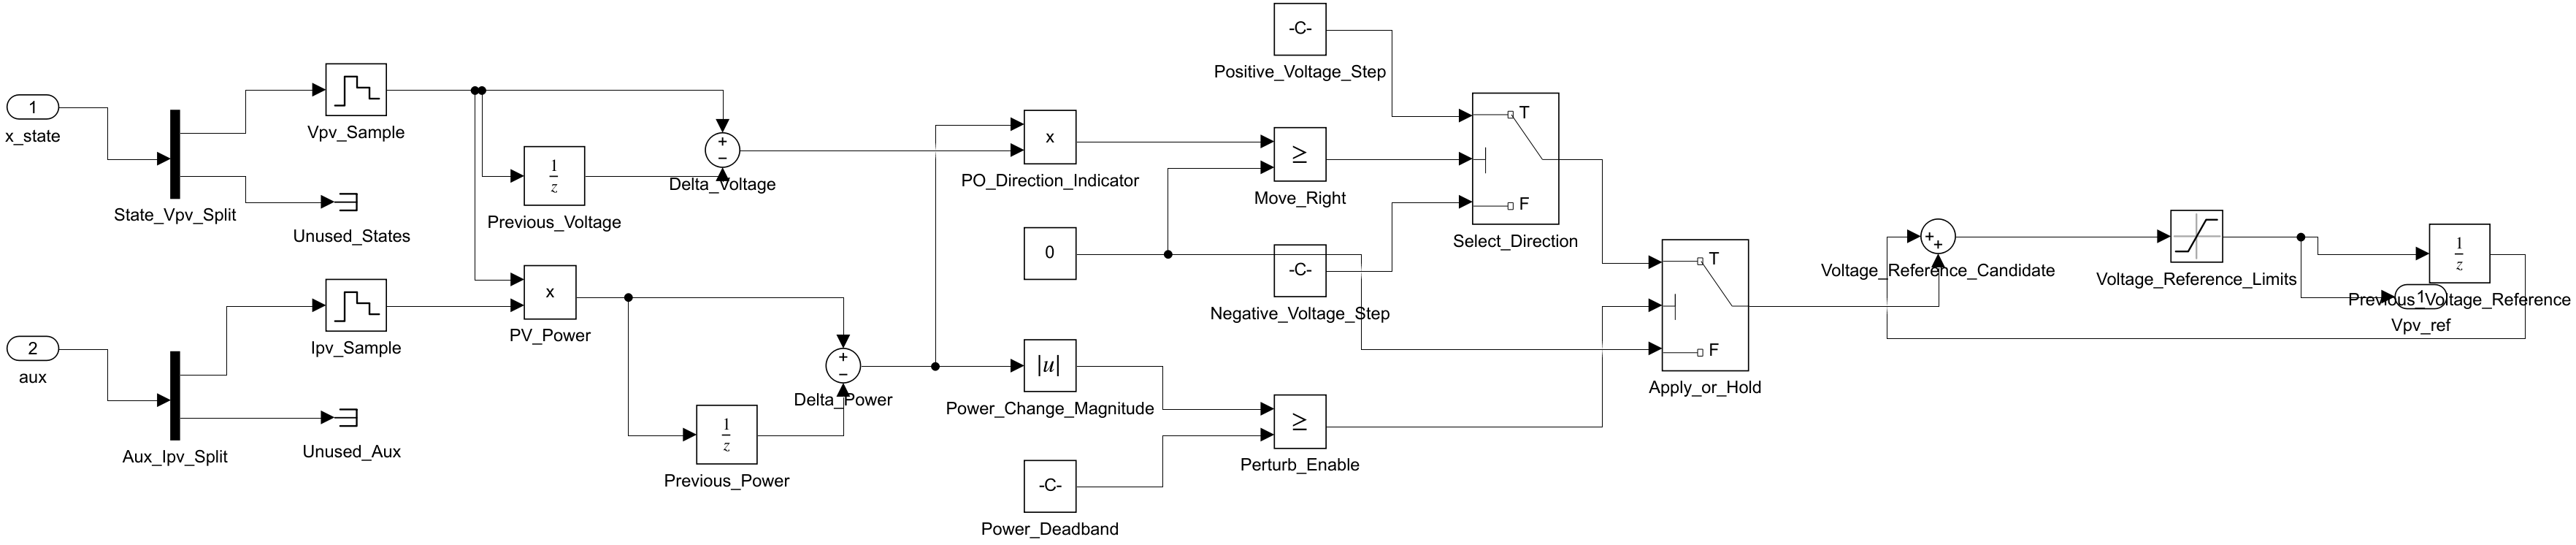 -C-
Positive_Voltage_Step
1
x_state
Vpv_Sample
State_Vpv_Split
Unused_States
1
z
Previous_Voltage
+
−
Delta_Voltage
x
PO_Direction_Indicator
≥
Move_Right
T
F
Select_Direction
0
-C-
Negative_Voltage_Step
2
aux
Ipv_Sample
Aux_Ipv_Split
Unused_Aux
x
PV_Power
1
z
Previous_Power
+
−
Delta_Power
|u|
Power_Change_Magnitude
-C-
Power_Deadband
≥
Perturb_Enable
T
F
Apply_or_Hold
+
+
Voltage_Reference_Candidate
Voltage_Reference_Limits
1
z
Previous_Voltage_Reference
1
Vpv_ref